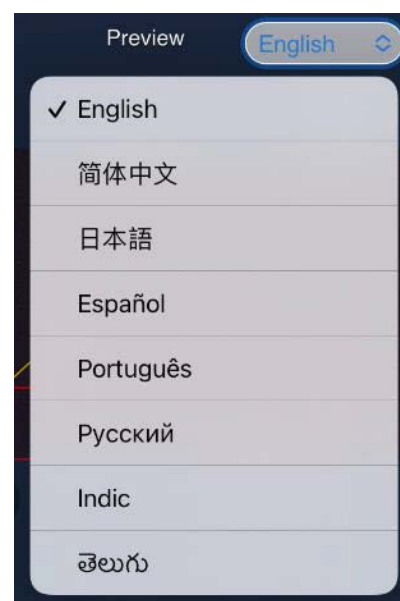 Preview
English
English
简体中文
日本語
Español
Português
Русский
Indic
తెలుగు